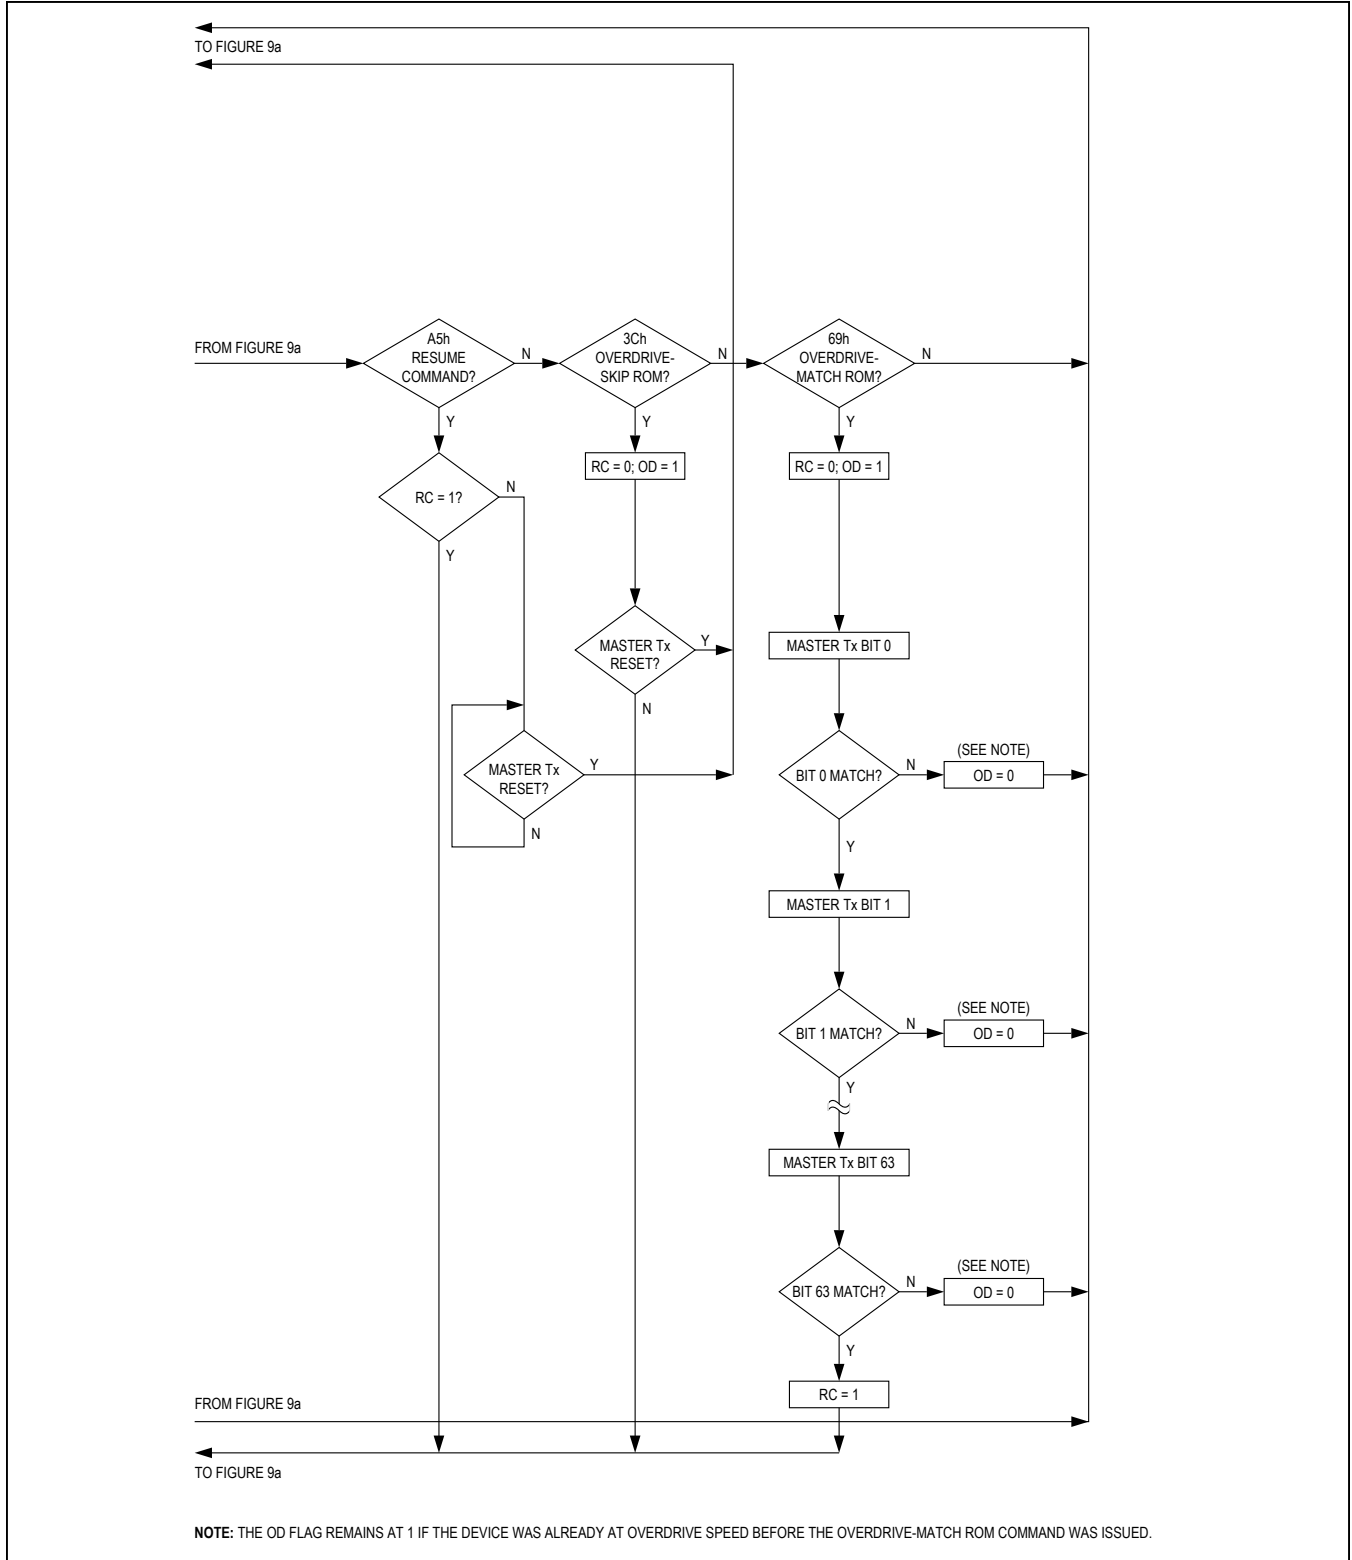 TO FIGURE 9a
FROM FIGURE 9a
A5h
RESUME
COMMAND?
N
3Ch
OVERDRIVE-
SKIP ROM?
N
69h
OVERDRIVE-
MATCH ROM?
N
Y
Y
Y
RC = 1?
N
RC = 0; OD = 1
RC = 0; OD = 1
Y
MASTER Tx
RESET?
Y
N
MASTER Tx BIT 0
MASTER Tx
RESET?
Y
N
BIT 0 MATCH?
N
(SEE NOTE)
OD = 0
Y
MASTER Tx BIT 1
BIT 1 MATCH?
N
(SEE NOTE)
OD = 0
Y
MASTER Tx BIT 63
BIT 63 MATCH?
N
(SEE NOTE)
OD = 0
Y
RC = 1
FROM FIGURE 9a
TO FIGURE 9a
NOTE: THE OD FLAG REMAINS AT 1 IF THE DEVICE WAS ALREADY AT OVERDRIVE SPEED BEFORE THE OVERDRIVE-MATCH ROM COMMAND WAS ISSUED.